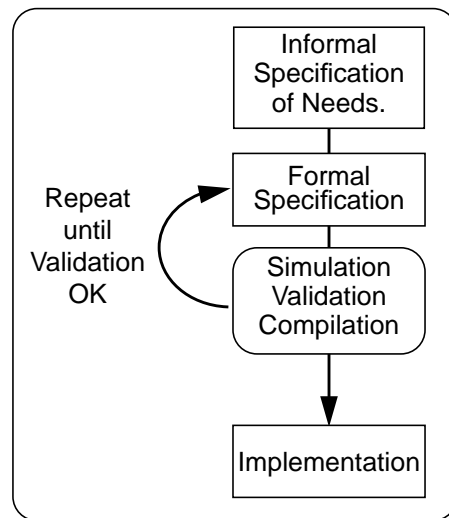 Informal
Specification
of Needs.
Formal
Specification
Repeat
until
Validation
OK
Simulation
Validation
Compilation
Implementation